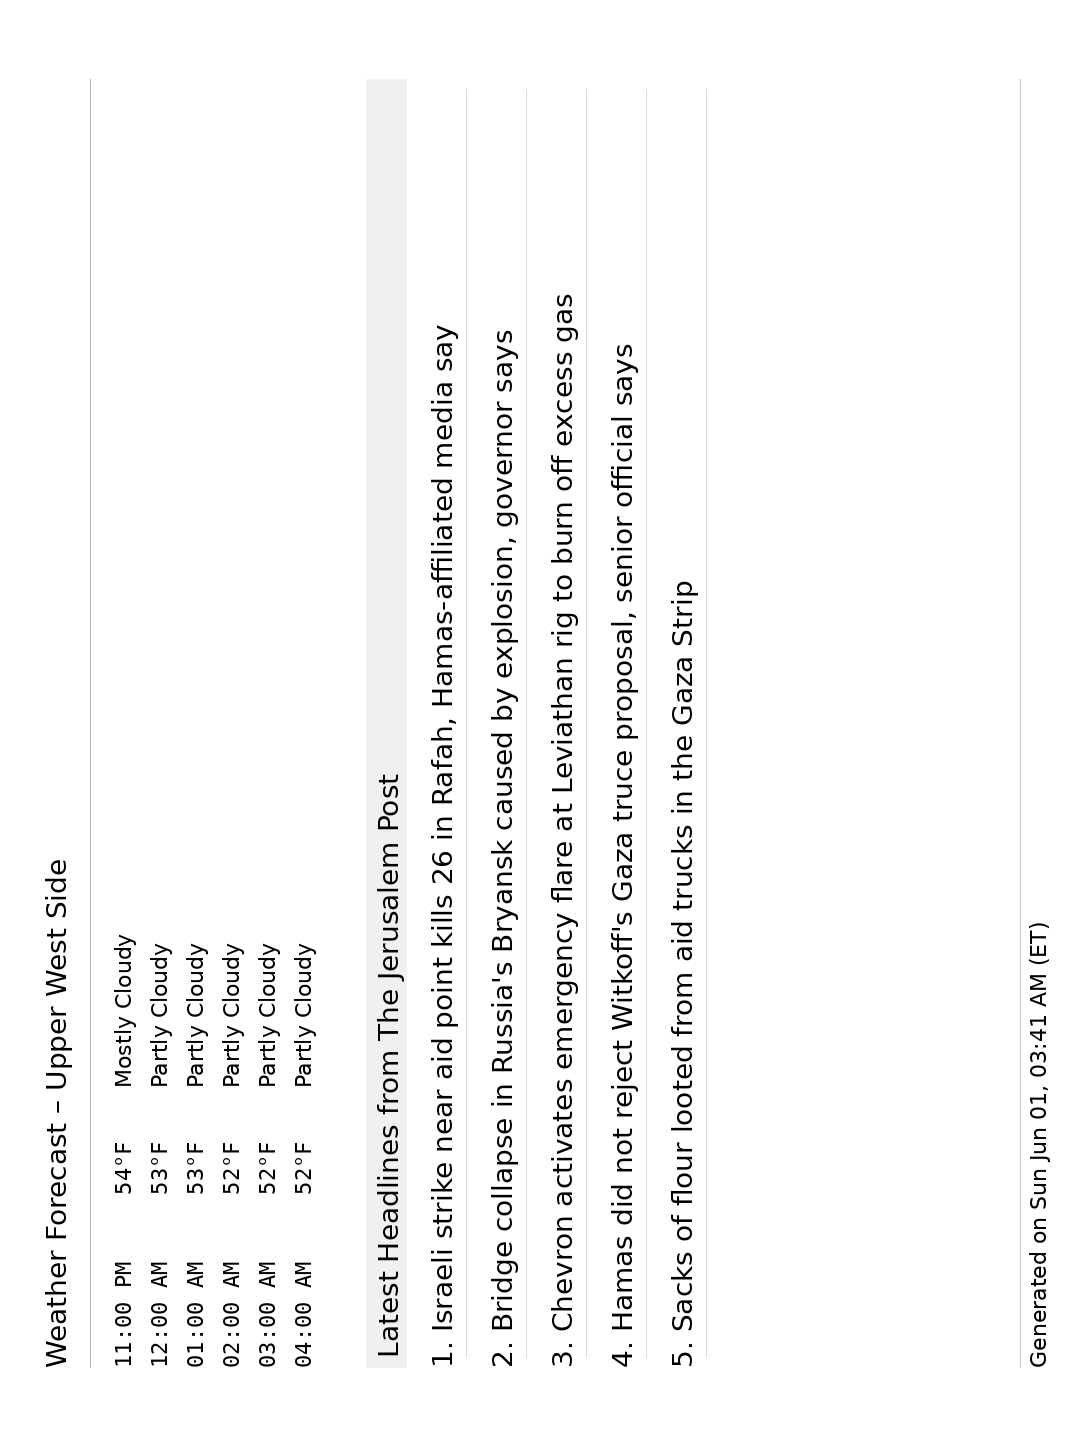 Weather Forecast – Upper West Side
11:00 PM 54°F Mostly Cloudy
12:00 AM 53°F Partly Cloudy
01:00 AM 53°F Partly Cloudy
02:00 AM 52°F Partly Cloudy
03:00 AM 52°F Partly Cloudy
04:00 AM 52°F Partly Cloudy
Latest Headlines from The Jerusalem Post
1. Israeli strike near aid point kills 26 in Rafah, Hamas-affiliated media say
2. Bridge collapse in Russia's Bryansk caused by explosion, governor says
3. Chevron activates emergency flare at Leviathan rig to burn off excess gas
4. Hamas did not reject Witkoff's Gaza truce proposal, senior official says
5. Sacks of flour looted from aid trucks in the Gaza Strip
Generated on Sun Jun 01, 03:41 AM (ET)